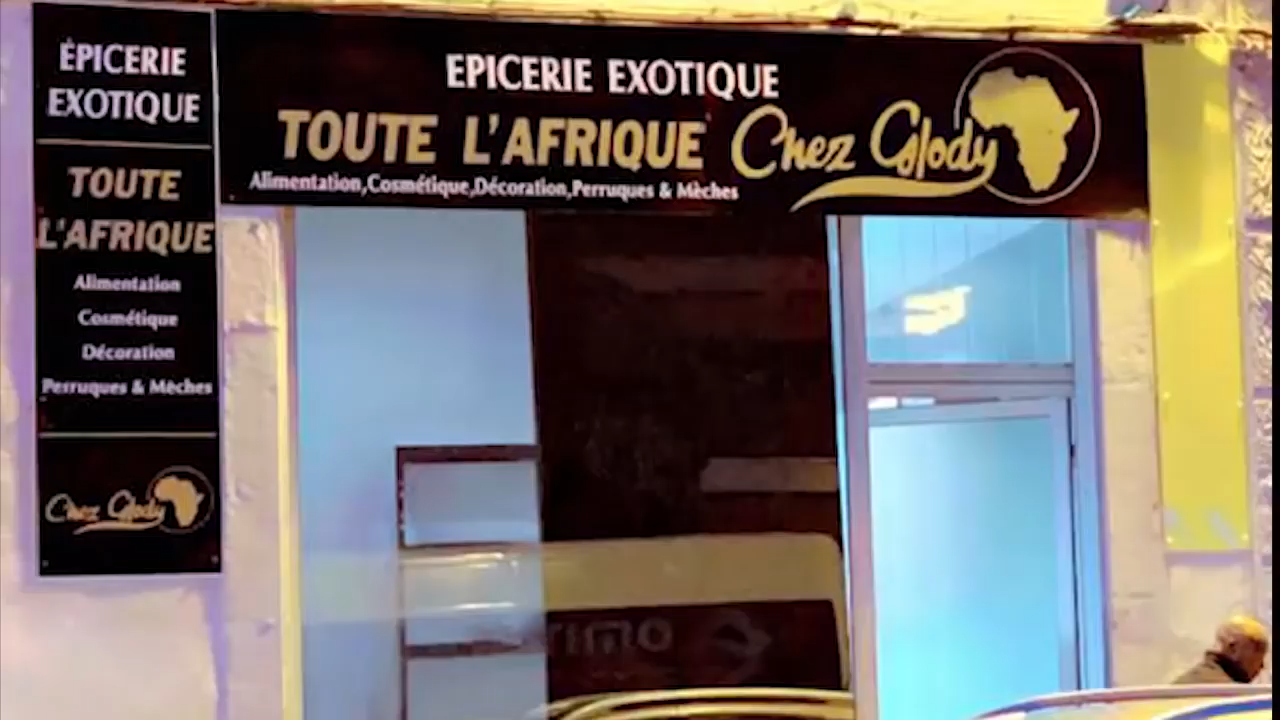 ÉPICERIE
EXOTIQUE
TOUTE
L'AFRIQUE
Alimentation
Cosmétique
Décoration
Perruques & Mèches
Chez Glody
EPICERIE EXOTIQUE
TOUTE L'AFRIQUE Chez Glody
Alimentation,Cosmétique,Décoration,Perruques & Mèches